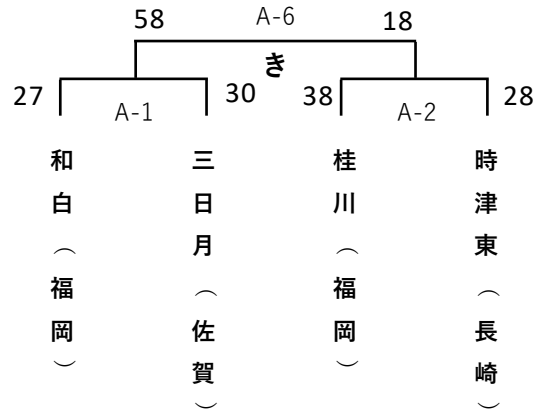 58 A-6 18
き
27 A-1 30 38 A-2 28
和白（福岡）
三日月（佐賀）
桂川（福岡）
時津東（長崎）